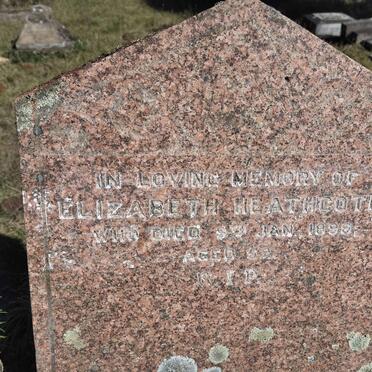 IN LOVING MEMORY OF
ELIZABETH HEATHCOTE
WHO DIED JAN.
AGED
R.I.P.